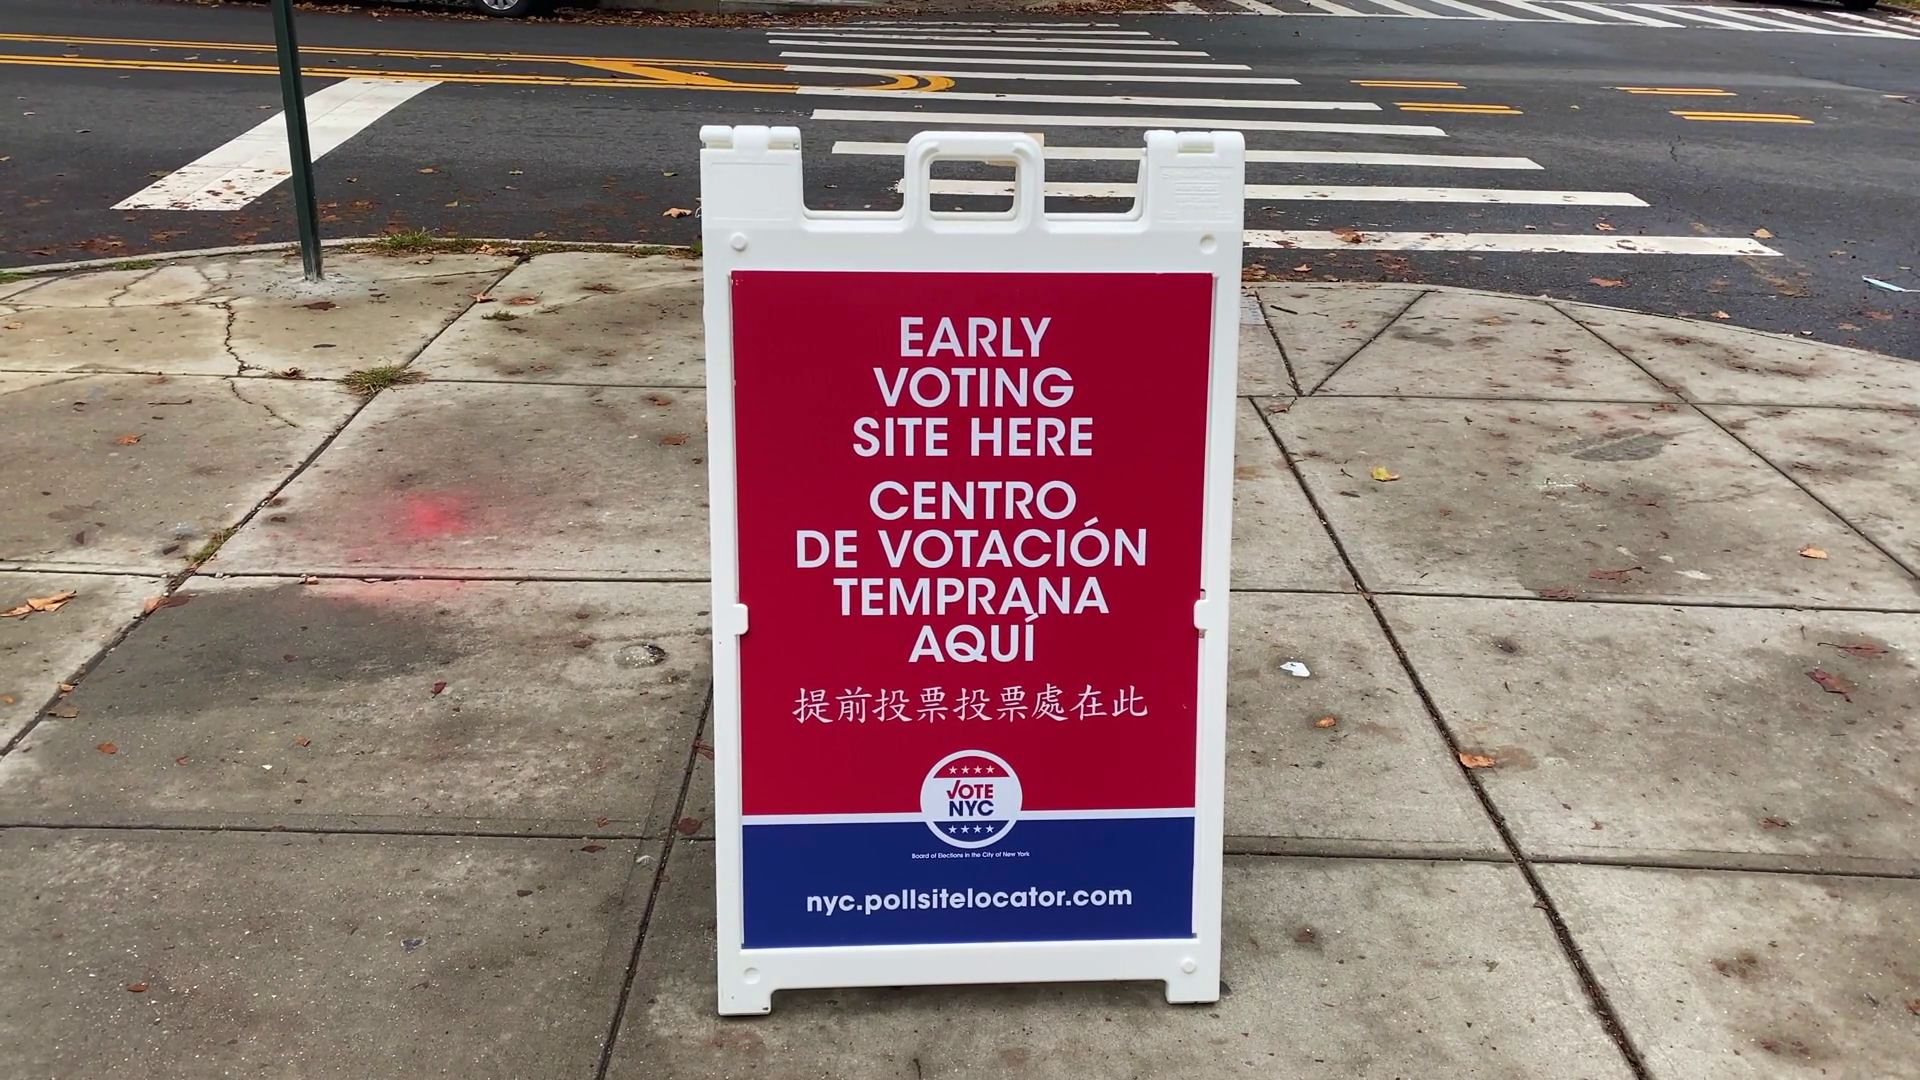 EARLY
VOTING
SITE HERE
CENTRO
DE VOTACIÓN
TEMPRANA
AQUÍ
提前投票投票處在此
VOTE
NYC
Board of Elections in the City of New York
nyc.pollsitelocator.com